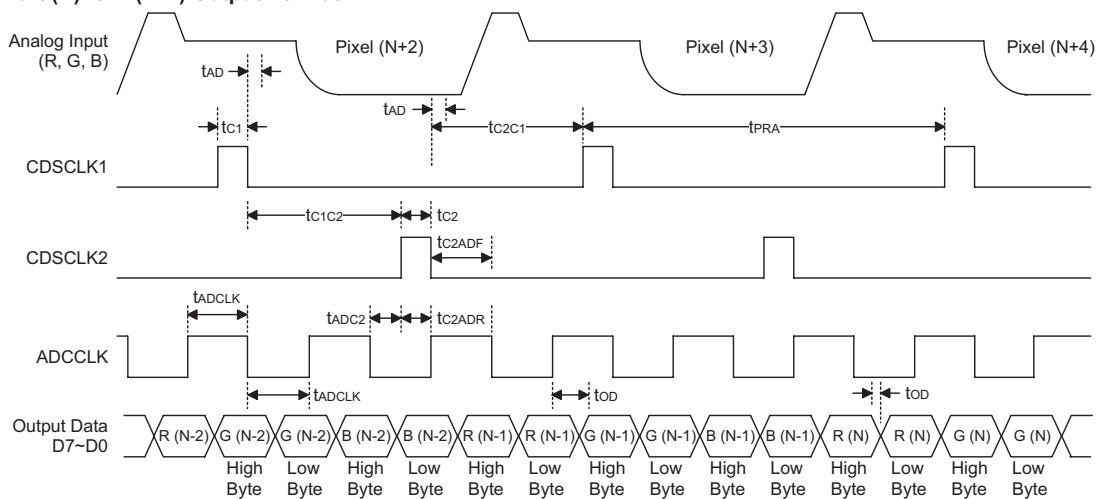 Analog Input
(R, G, B)
Pixel (N+2)
Pixel (N+3)
Pixel (N+4)
tAD
tAD
tC1
tC2C1
tPRA
CDSCLK1
tC1C2
tC2
CDSCLK2
tC2ADF
tADCLK
tADC2
tC2ADR
ADCCLK
tADCLK
tOD
tOD
Output Data
D7~D0
R (N-2) G (N-2) G (N-2) B (N-2) B (N-2) R (N-1) R (N-1) G (N-1) G (N-1) B (N-1) B (N-1) R (N) R (N) G (N) G (N)
High Low High Low High Low High Low High Low High Low High Low
Byte Byte Byte Byte Byte Byte Byte Byte Byte Byte Byte Byte Byte Byte